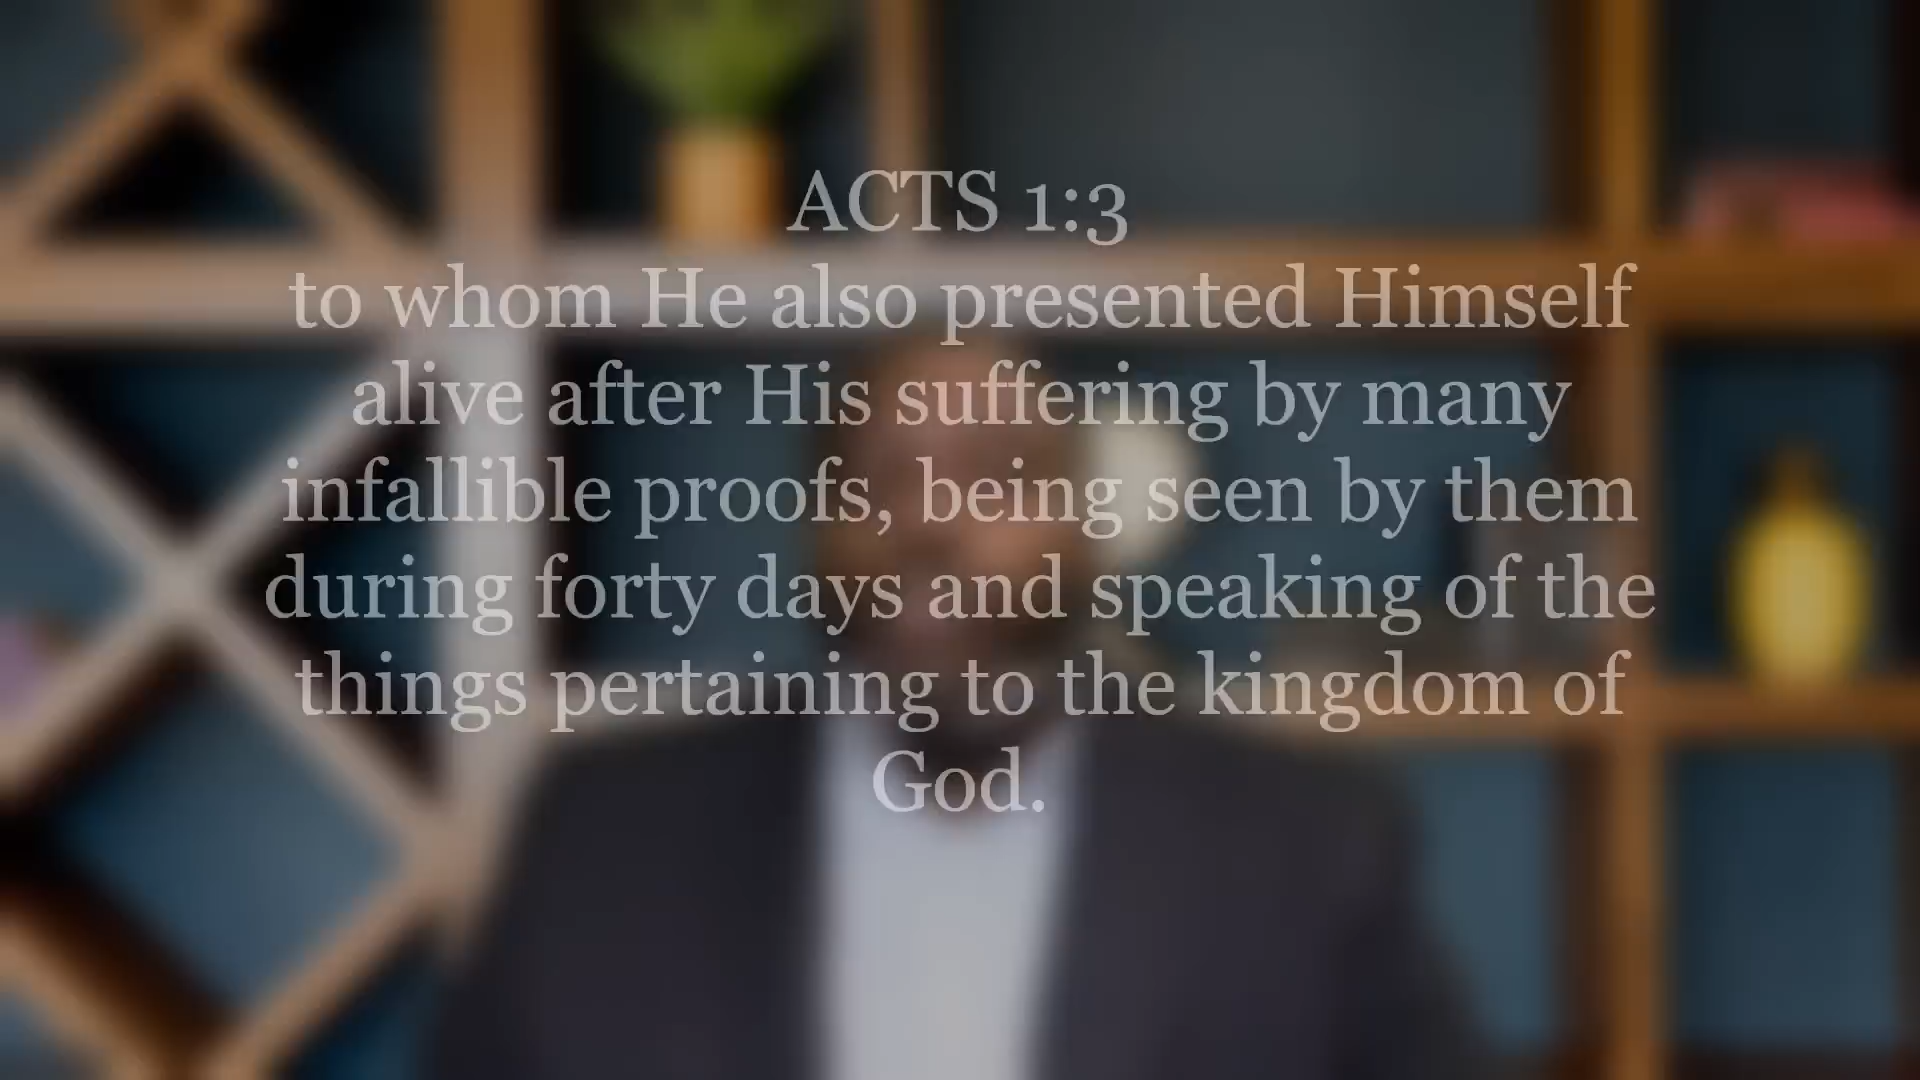 ACTS 1:3
to whom He also presented Himself
alive after His suffering by many
infallible proofs, being seen by them
during forty days and speaking of the
things pertaining to the kingdom of
God.